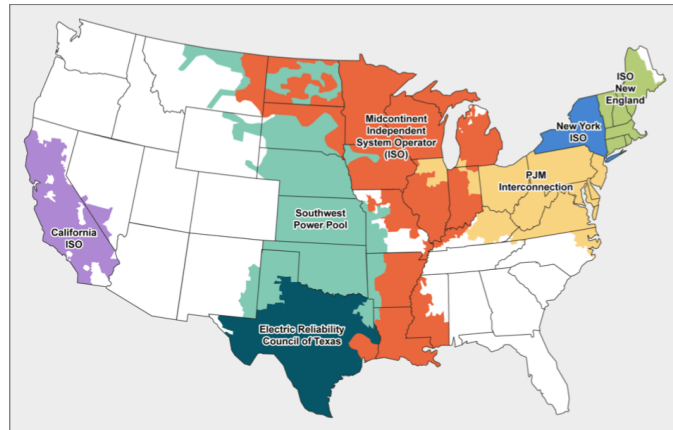 ISO
New
England
Midcontinent
Independent
System Operator
(ISO)
New York
ISO
PJM
Interconnection
Southwest
Power Pool
California
ISO
Electric Reliability
Council of Texas